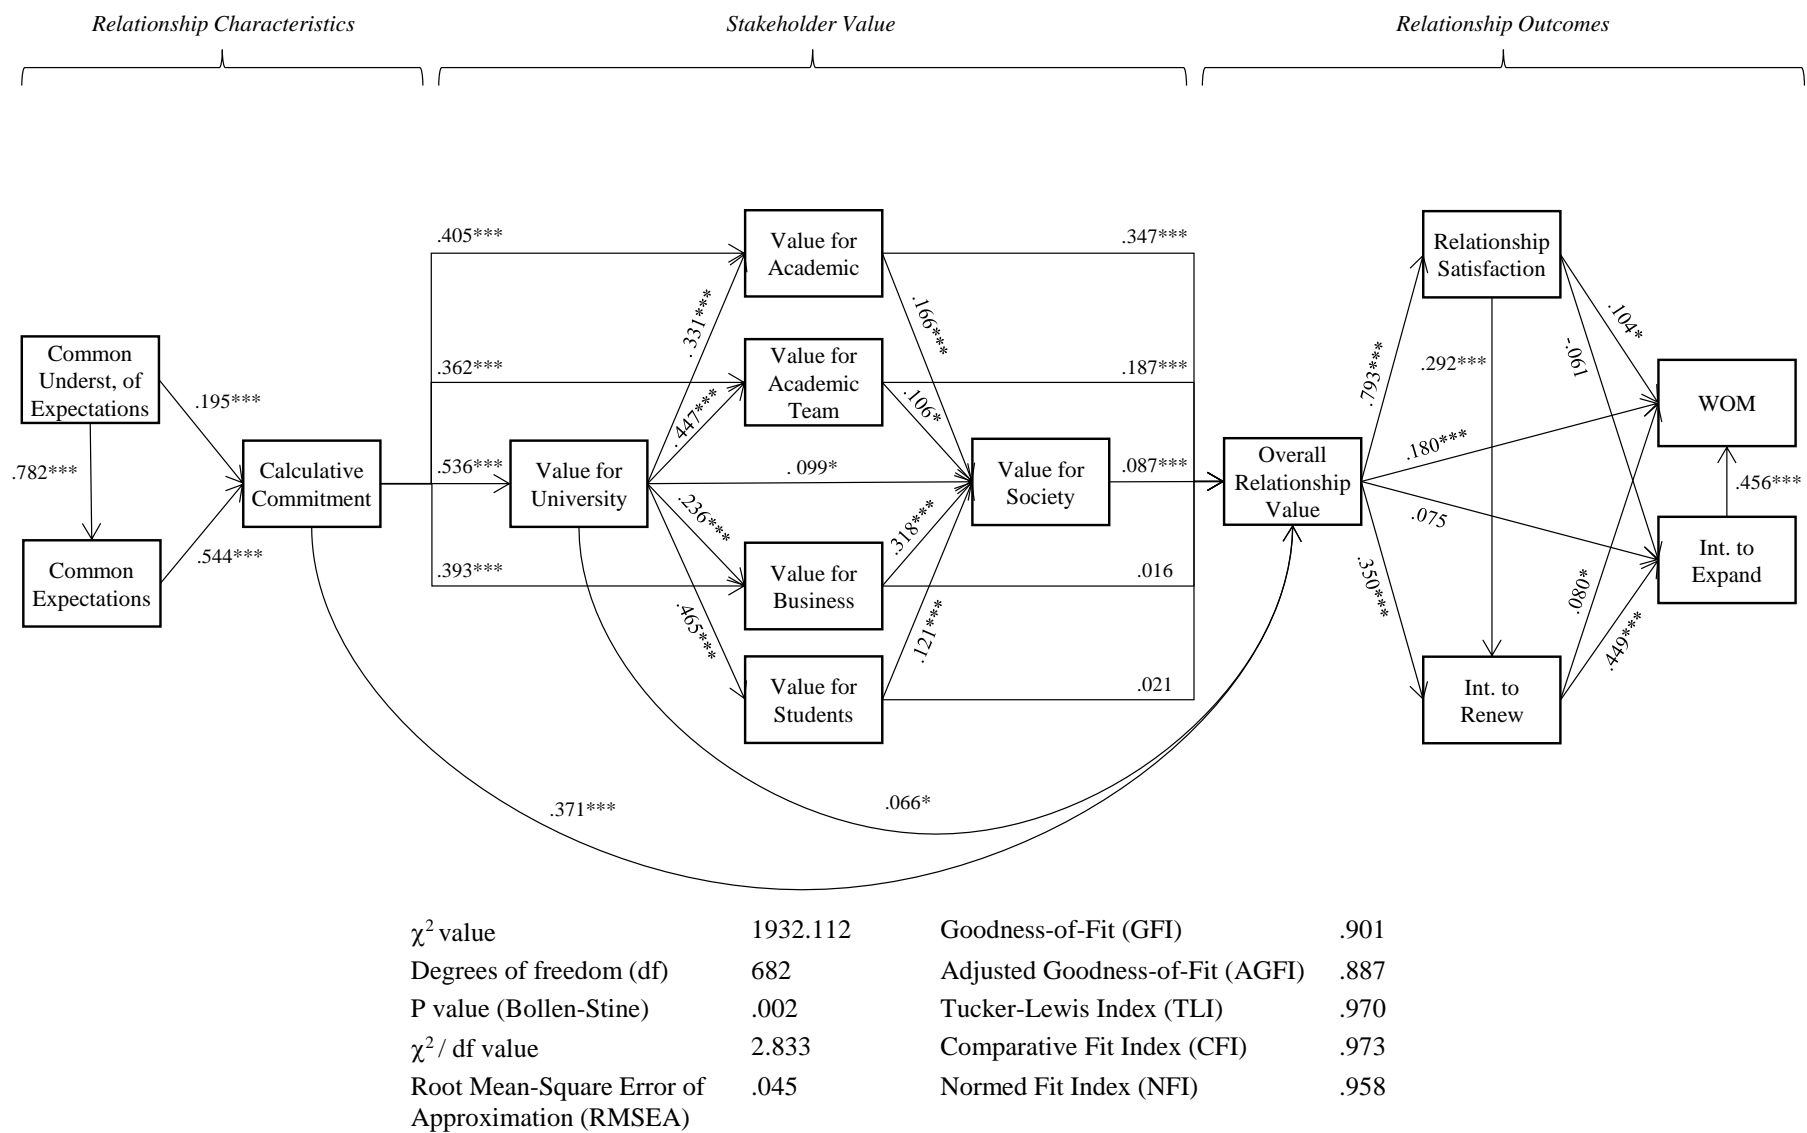 Relationship Characteristics
Stakeholder Value
Relationship Outcomes
Common
Underst, of
Expectations
.782***
Common
Expectations
.195***
.544***
Calculative
Commitment
.405***
.362***
.536***
.393***
.371***
Value for
University
.331***
.447***
. 099*
.236***
.465***
.066*
Value for
Academic
Value for
Academic
Team
Value for
Business
Value for
Students
.166***
.106*
.318***
.121***
Value for
Society
.347***
.187***
.087***
.016
.021
Overall
Relationship
Value
.793***
.180***
.075
.350***
Relationship
Satisfaction
.292***
Int. to
Renew
.104*
-.061
.080*
.449***
WOM
.456***
Int. to
Expand
χ² value 1932.112 Goodness-of-Fit (GFI) .901
Degrees of freedom (df) 682 Adjusted Goodness-of-Fit (AGFI) .887
P value (Bollen-Stine) .002 Tucker-Lewis Index (TLI) .970
χ² / df value 2.833 Comparative Fit Index (CFI) .973
Root Mean-Square Error of .045 Normed Fit Index (NFI) .958
Approximation (RMSEA)